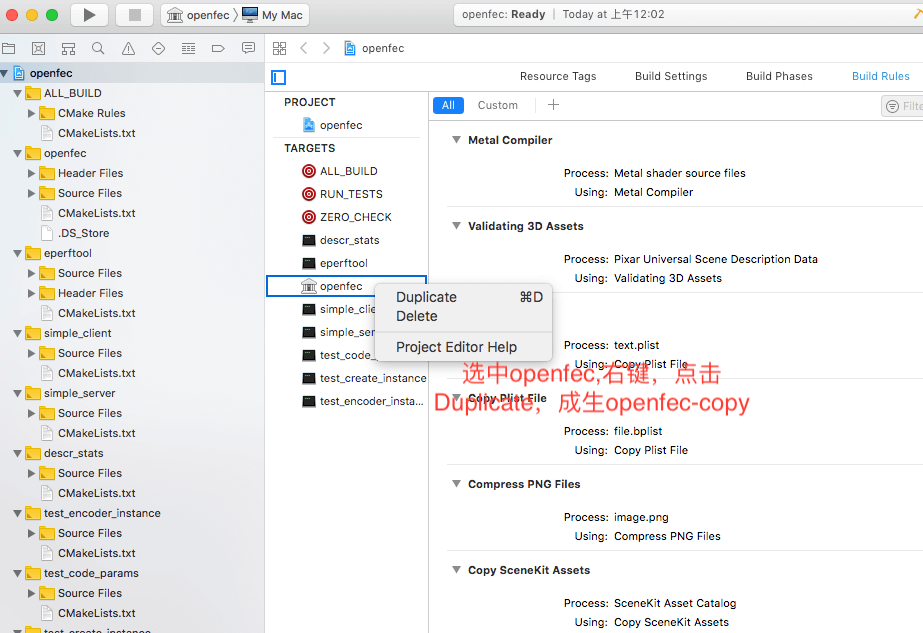 openfec 〉 My Mac
openfec: Ready | Today at 上午12:02
openfec
openfec
ALL_BUILD
CMake Rules
CMakeLists.txt
openfec
Header Files
Source Files
CMakeLists.txt
.DS_Store
eperftool
Source Files
Header Files
CMakeLists.txt
simple_client
Source Files
CMakeLists.txt
simple_server
Source Files
CMakeLists.txt
descr_stats
Source Files
CMakeLists.txt
test_encoder_instance
Source Files
CMakeLists.txt
test_code_params
Source Files
CMakeLists.txt
test_create_instance
Resource Tags
Build Settings
Build Phases
Build Rules
PROJECT
openfec
TARGETS
ALL_BUILD
RUN_TESTS
ZERO_CHECK
descr_stats
eperftool
openfec
simple_clie
simple_ser
test_code_
test_create_instance
test_encoder_insta...
Duplicate ⌘D
Delete
Project Editor Help
All Custom +
Filte
Metal Compiler
Process: Metal shader source files
Using: Metal Compiler
Validating 3D Assets
Process: Pixar Universal Scene Description Data
Using: Validating 3D Assets
Process: text.plist
Using: Copy Plist File
选中openfec,右键，点击
Duplicate，成生openfec-copy
Copy Plist File
Process: file.bplist
Using: Copy Plist File
Compress PNG Files
Process: image.png
Using: Compress PNG Files
Copy SceneKit Assets
Process: SceneKit Asset Catalog
Using: Copy SceneKit Assets